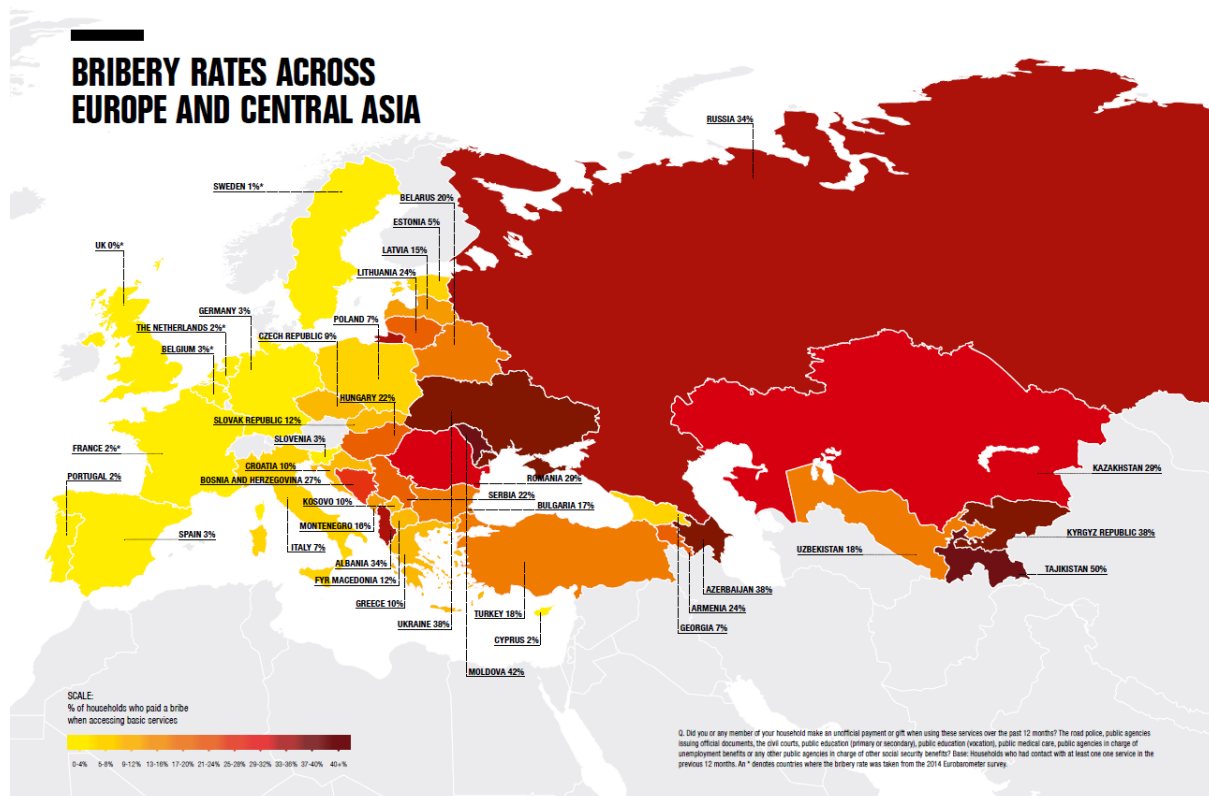 BRIBERY RATES ACROSS
EUROPE AND CENTRAL ASIA
RUSSIA 34%
SWEDEN 1%*
BELARUS 20%
ESTONIA 5%
UK 0%*
LATVIA 15%
LITHUANIA 24%
GERMANY 3%
POLAND 7%
THE NETHERLANDS 2%*
CZECH REPUBLIC 9%
BELGIUM 3%*
HUNGARY 22%
SLOVAK REPUBLIC 12%
SLOVENIA 3%
FRANCE 2%*
CROATIA 10%
KAZAKHSTAN 29%
PORTUGAL 2%
BOSNIA AND HERZEGOVINA 27%
ROMANIA 29%
SERBIA 22%
KOSOVO 10%
BULGARIA 17%
MONTENEGRO 16%
SPAIN 3%
KYRGYZ REPUBLIC 38%
ITALY 7%
UZBEKISTAN 18%
ALBANIA 34%
TAJIKISTAN 50%
FYR MACEDONIA 12%
AZERBAIJAN 38%
GREECE 10%
ARMENIA 24%
TURKEY 18%
UKRAINE 38%
GEORGIA 7%
CYPRUS 2%
MOLDOVA 42%
SCALE:
% of households who paid a bribe
when accessing basic services
0-4% 5-8% 9-12% 13-16% 17-20% 21-24% 25-28% 29-32% 33-36% 37-40% 40+%
Q. Did you or any member of your household make an unofficial payment or gift when using these services over the past 12 months? The road police, public agencies
issuing official documents, the civil courts, public education (primary or secondary), public education (vocation), public medical care, public agencies in charge of
unemployment benefits or any other public agencies in charge of other social security benefits? Base: Households who had contact with at least one one service in the
previous 12 months. An * denotes countries where the bribery rate was taken from the 2014 Eurobarometer survey.